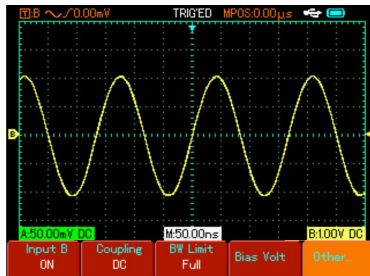 T:B 0.00mV TRIG'ED MPOS:0.00μs
B
A:50.00mV DC M:50.00ns B:1.00V DC
Input B Coupling BW Limit Bias Volt Other...
ON DC Full